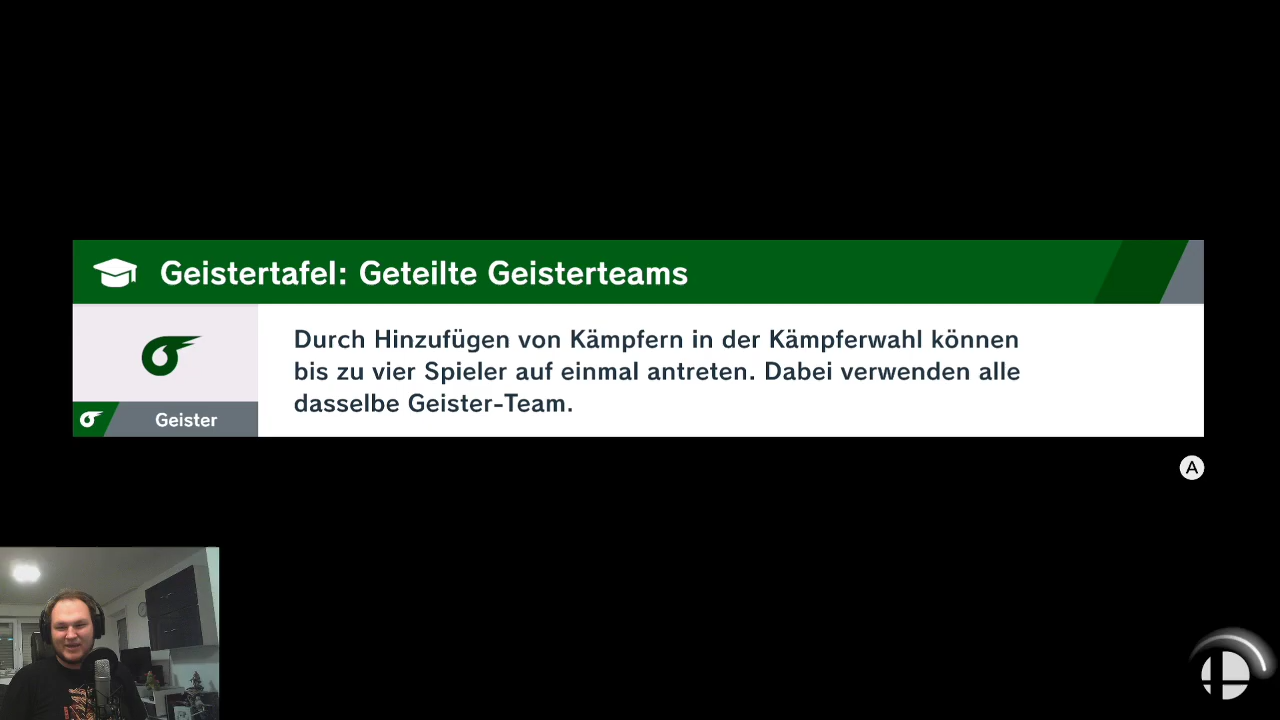 Geistertafel: Geteilte Geisterteams
Durch Hinzufügen von Kämpfern in der Kämpferwahl können
bis zu vier Spieler auf einmal antreten. Dabei verwenden alle
dasselbe Geister-Team.
Geister
A